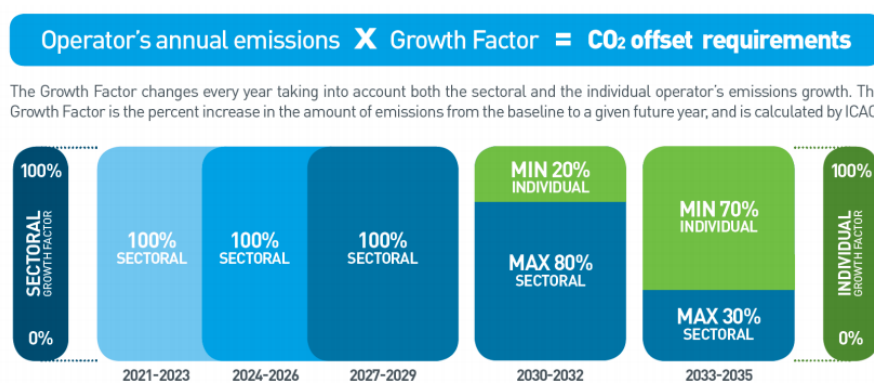 Operator's annual emissions X Growth Factor = CO2 offset requirements
The Growth Factor changes every year taking into account both the sectoral and the individual operator's emissions growth. Th
Growth Factor is the percent increase in the amount of emissions from the baseline to a given future year, and is calculated by ICAO
100%
SECTORAL
GROWTH FACTOR
0%
100%
SECTORAL
100%
SECTORAL
100%
SECTORAL
MIN 20%
INDIVIDUAL
MAX 80%
SECTORAL
MIN 70%
INDIVIDUAL
MAX 30%
SECTORAL
100%
INDIVIDUAL
GROWTH FACTOR
0%
2021-2023
2024-2026
2027-2029
2030-2032
2033-2035